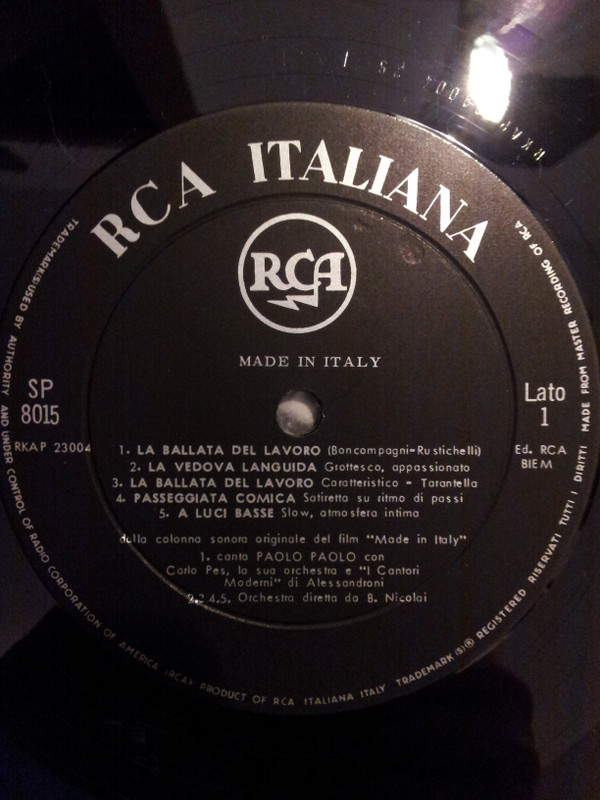 RCA ITALIANA
RCA
MADE IN ITALY
SP
8015
RKAP 23004
Lato
1
Ed. RCA
BIEM
1. LA BALLATA DEL LAVORO (Boncompagni-Rustichelli)
2. LA VEDOVA LANGUIDA Grottesco, appassionato
3. LA BALLATA DEL LAVORO Caratteristico - Tarantella
4. PASSEGGIATA COMICA Satiretta su ritmo di passi
5. A LUCI BASSE Slow, atmosfera intima
dalla colonna sonora originale del film "Made in Italy"
1. canta PAOLO PAOLO con
Carlo Pes, la sua orchestra e "I Cantori
Moderni" di Alessandroni
2.2.4.5. Orchestra diretta da B. Nicolai
TRADEMARKS USED BY AUTHORITY AND UNDER CONTROL OF RADIO CORPORATION OF AMERICA (RCA) PRODUCT OF RCA ITALIANA ITALY TRADEMARK (S)® REGISTERED RISERVATI TUTTI I DIRITTI MADE FROM MASTER RECORDING OF RCA